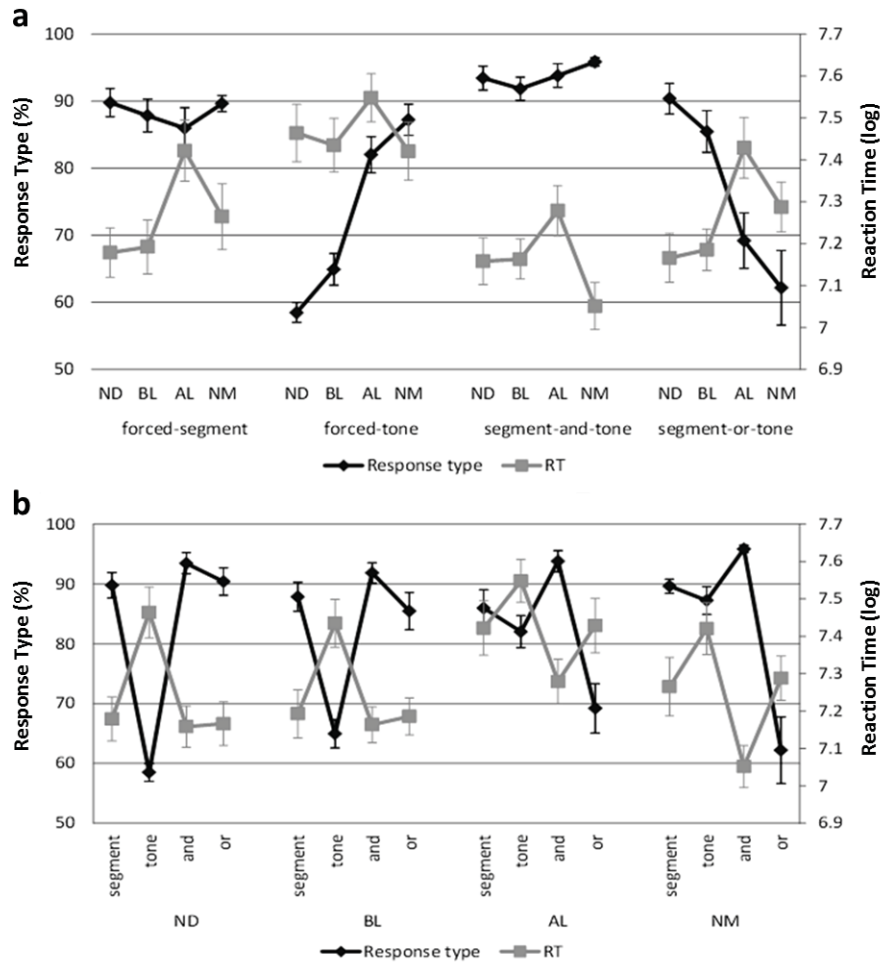 a
Response Type (%)
100
90
80
70
60
50
7.7
7.6
7.5
7.4
7.3
7.2
7.1
7
6.9
Reaction Time (log)
ND BL AL NM ND BL AL NM ND BL AL NM ND BL AL NM
forced-segment forced-tone segment-and-tone segment-or-tone
Response type RT
b
Response Type (%)
100
90
80
70
60
50
7.7
7.6
7.5
7.4
7.3
7.2
7.1
7
6.9
Reaction Time (log)
segment tone and or segment tone and or segment tone and or segment tone and or
ND BL AL NM
Response type RT